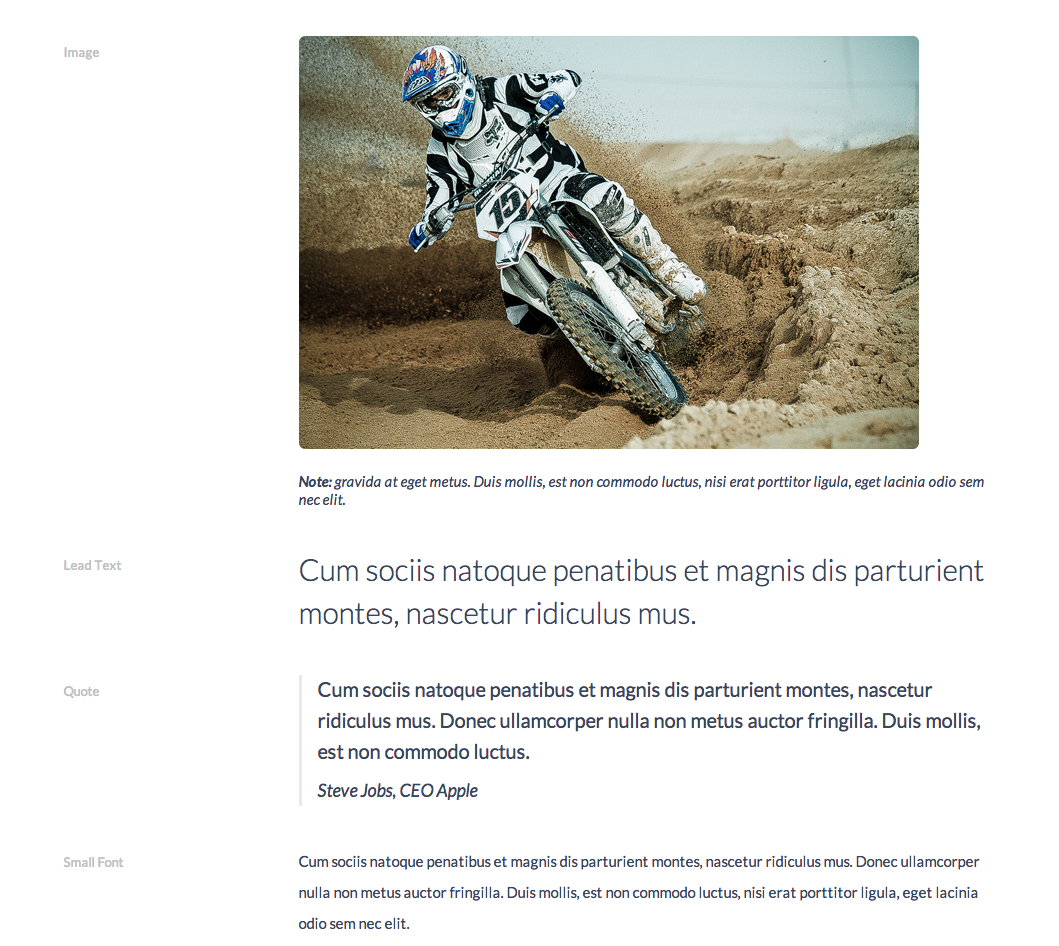 Image
15
Note: gravida at eget metus. Duis mollis, est non commodo luctus, nisi erat porttitor ligula, eget lacinia odio sem
nec elit.
Lead Text
Cum sociis natoque penatibus et magnis dis parturient
montes, nascetur ridiculus mus.
Quote
Cum sociis natoque penatibus et magnis dis parturient montes, nascetur
ridiculus mus. Donec ullamcorper nulla non metus auctor fringilla. Duis mollis,
est non commodo luctus.
Steve Jobs, CEO Apple
Small Font
Cum sociis natoque penatibus et magnis dis parturient montes, nascetur ridiculus mus. Donec ullamcorper
nulla non metus auctor fringilla. Duis mollis, est non commodo luctus, nisi erat porttitor ligula, eget lacinia
odio sem nec elit.